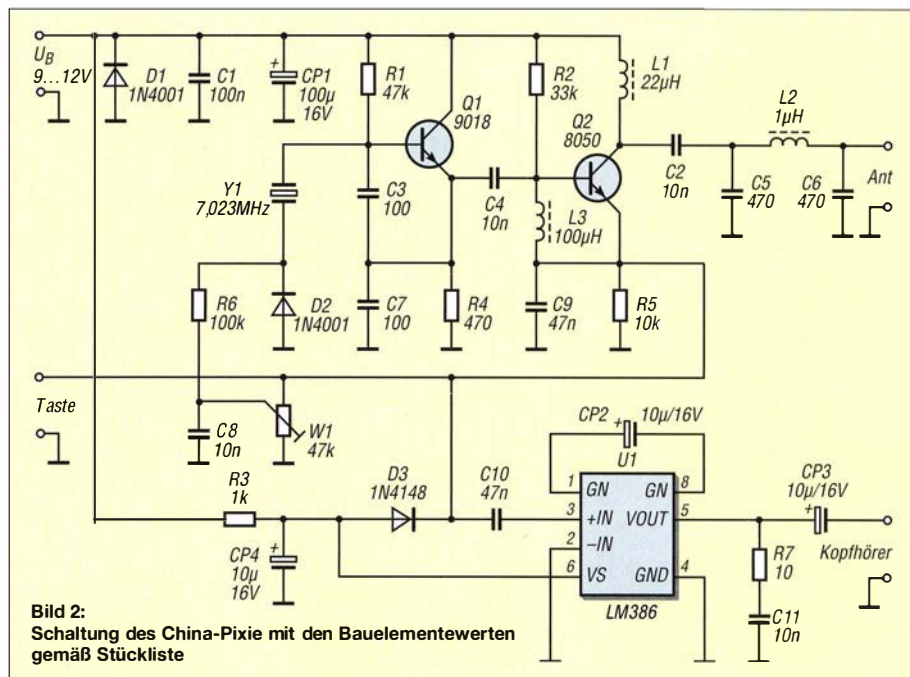 U_B
9...12V
D1
1N4001
C1
100n
CP1
100µ
16V
+
R1
47k
Q1
9018
R2
33k
Q2
8050
L1
22µH
L2
1µH
C2
10n
C5
470
C6
470
Ant
Y1
7,023MHz
C3
100
C4
10n
L3
100µH
R6
100k
D2
1N4001
C7
100
R4
470
C9
47n
R5
10k
Taste
C8
10n
W1
47k
R3
1k
CP4
10µ
16V
+
D3
1N4148
C10
47n
CP2
+
10µ/16V
U1
1
GN
GN
8
3
+IN
VOUT
5
2
–IN
6
VS
GND
4
LM386
CP3
10µ/16V
+
R7
10
C11
10n
Kopfhörer
Bild 2:
Schaltung des China-Pixie mit den Bauelementewerten
gemäß Stückliste